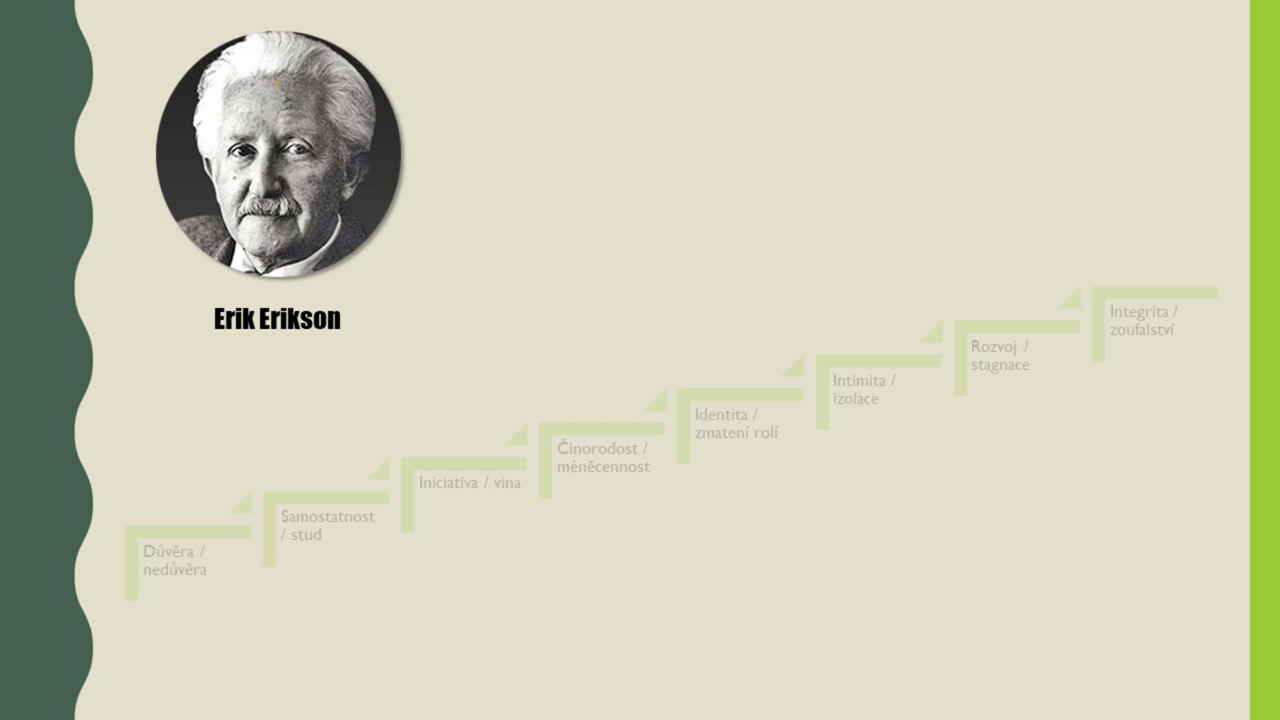 Erik Erikson
Důvěra /
nedůvěra
Samostatnost
/ stud
Iniciativa / vina
Činorodost /
méněcennost
Identita /
zmatení rolí
Intimita /
izolace
Rozvoj /
stagnace
Integrita /
zoufalství